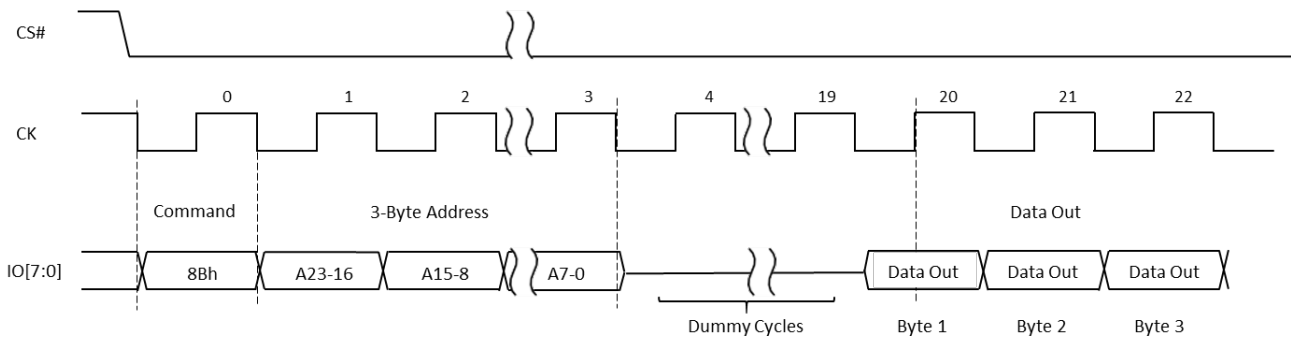 CS#
0 1 2 3 4 19 20 21 22
CK
Command 3-Byte Address Data Out
IO[7:0] 8Bh A23-16 A15-8 A7-0 Data Out Data Out Data Out
Dummy Cycles Byte 1 Byte 2 Byte 3